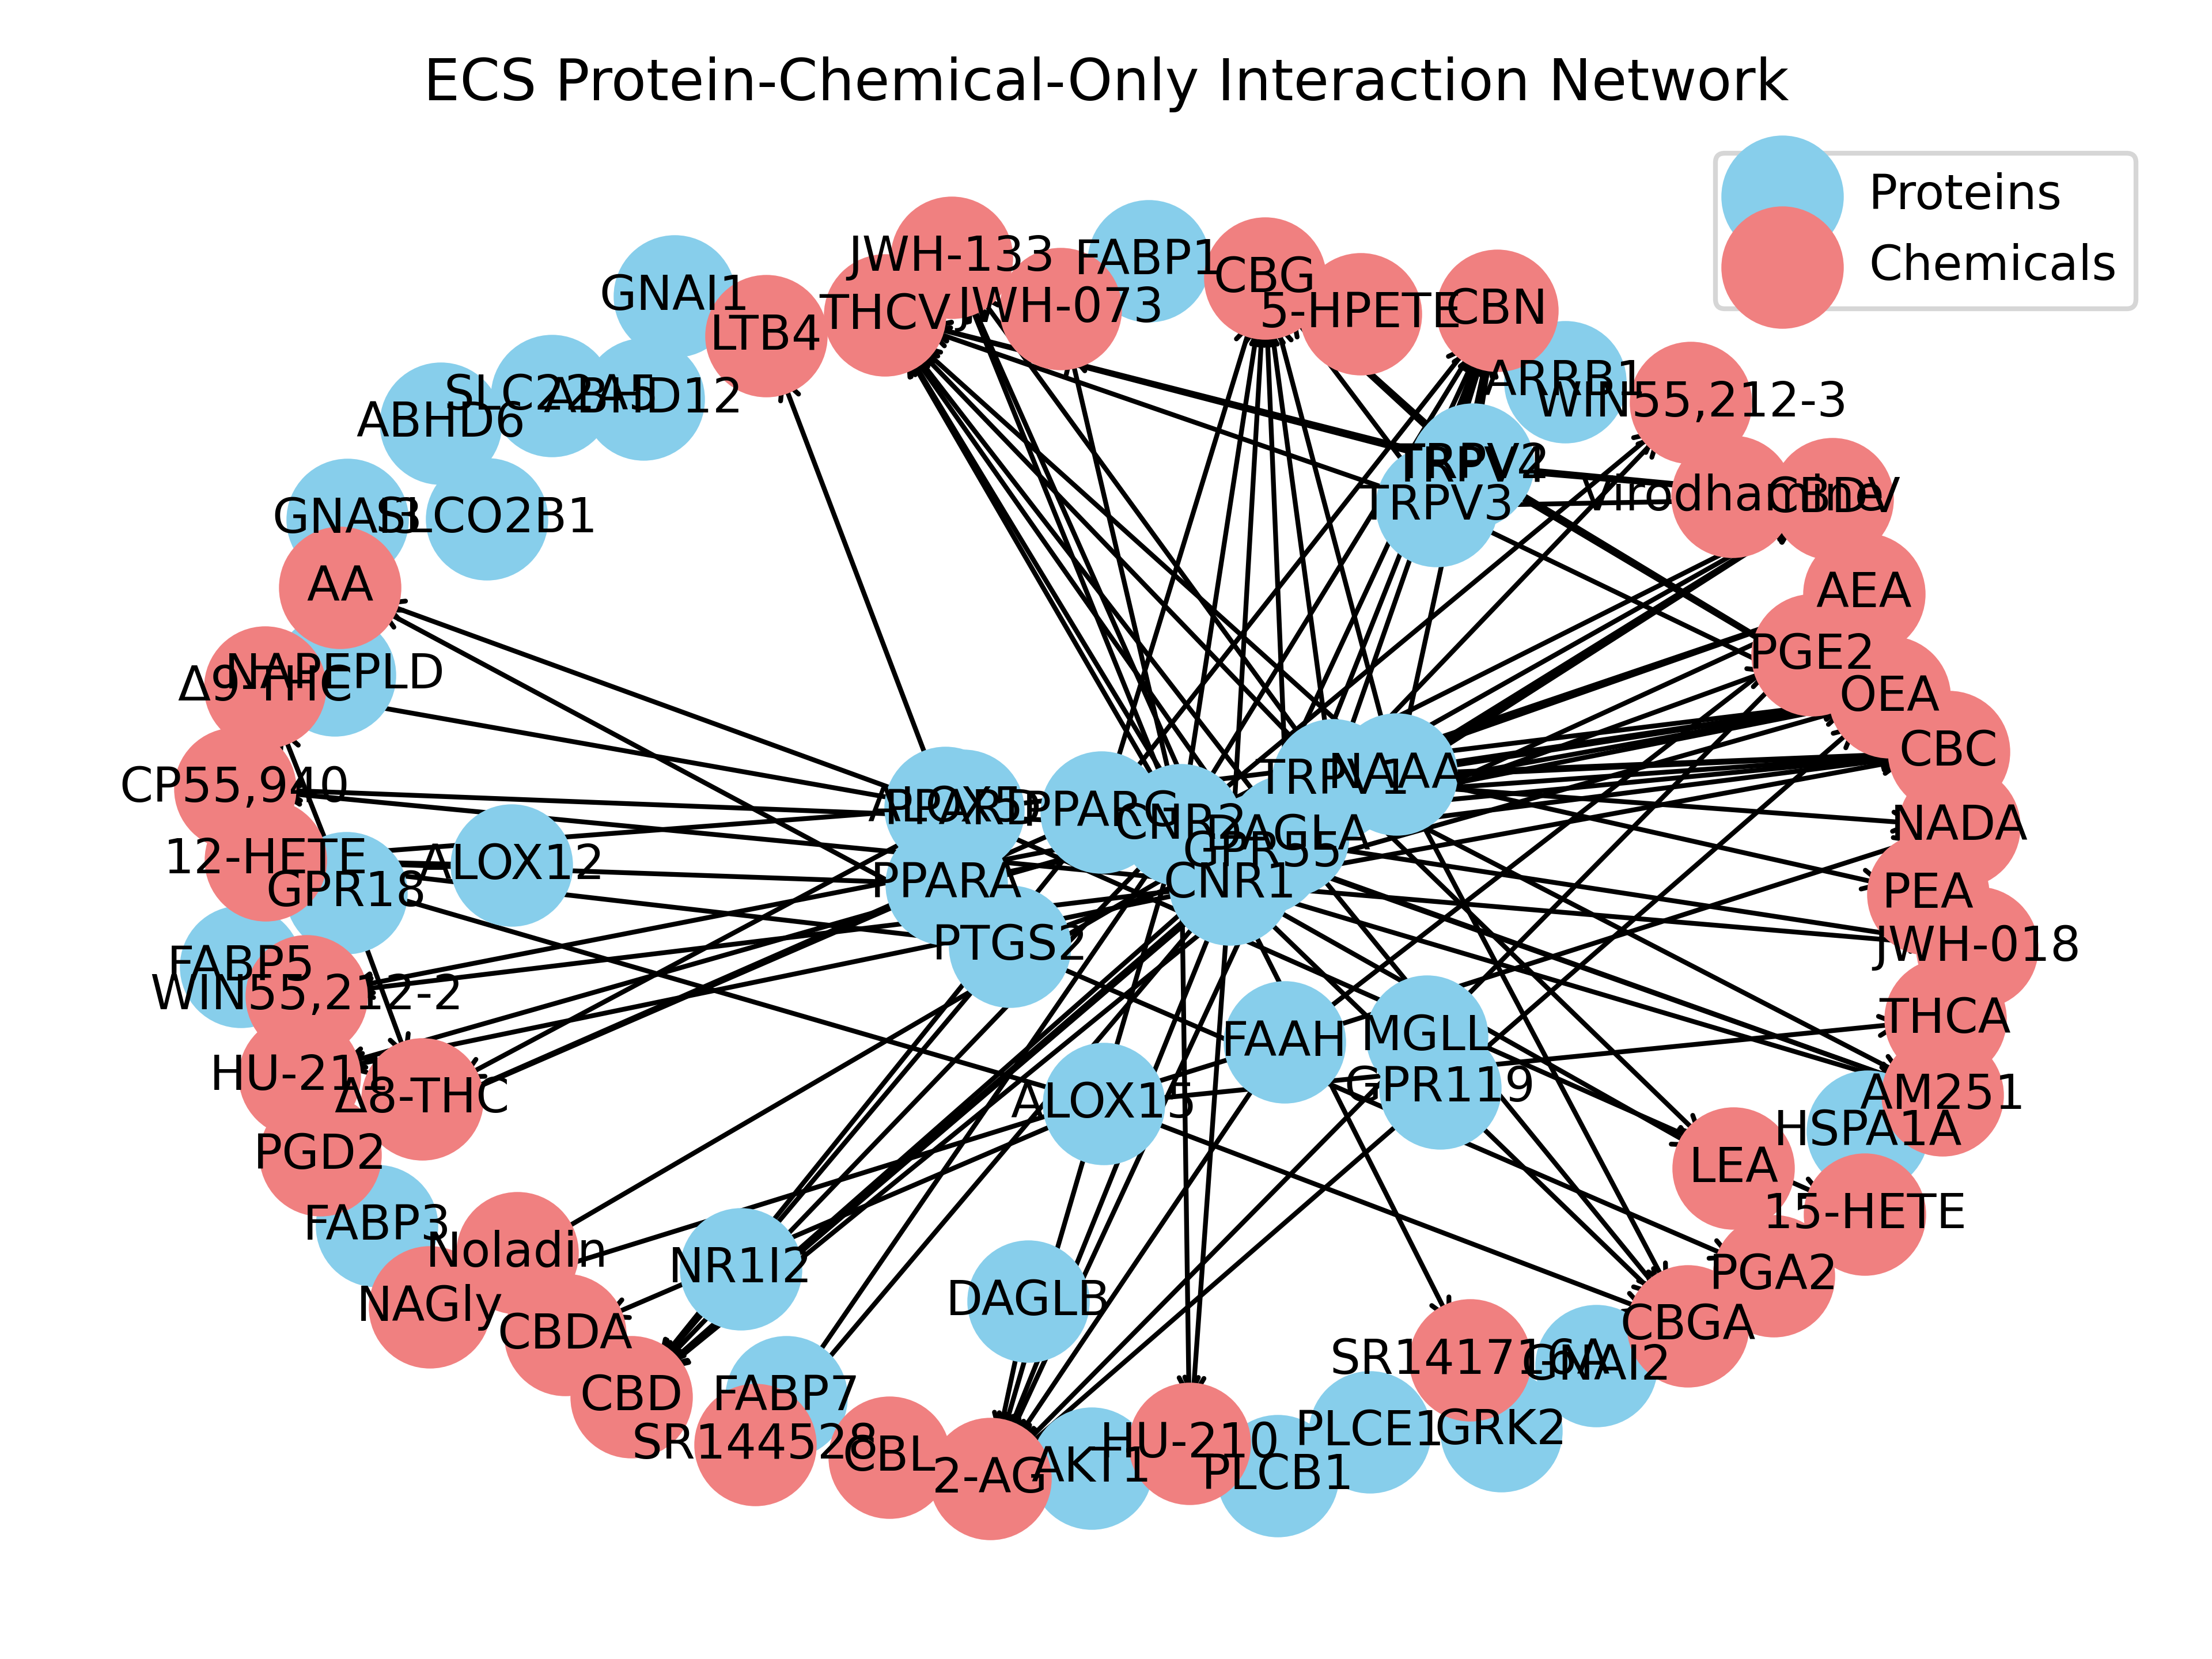 ECS Protein-Chemical-Only Interaction Network
Proteins
Chemicals
JWH-133
FABP1
CBG
GNAI1
LTB4
THCV
JWH-073
5-HPETE
CBN
ARRB1
WIN55,212-3
SLC22A5
ABHD12
ABHD6
TRPV3
Virodhamine
CBDV
GNAI3
SLCO2B1
AA
AEA
PGE2
NAPEPLD
Δ9-THC
OEA
CBC
CP55,940
TRPV1
NAAA
ALOX5
PPARG
CNR2
DAGLA
GPR55
NADA
12-HETE
GPR18
ALOX12
PPARA
CNR1
PEA
PTGS2
JWH-018
FABP5
WIN55,212-2
THCA
FAAH
MGLL
GPR119
HU-211
Δ8-THC
ALOX15
AM251
HSPA1A
PGD2
LEA
15-HETE
FABP3
Noladin
NR1I2
DAGLB
PGA2
NAGly
CBDA
CBGA
CBD
FABP7
SR141716A
GNAI2
SR144528
CBL
2-AG
AKT1
HU-210
PLCB1
PLCE1
GRK2